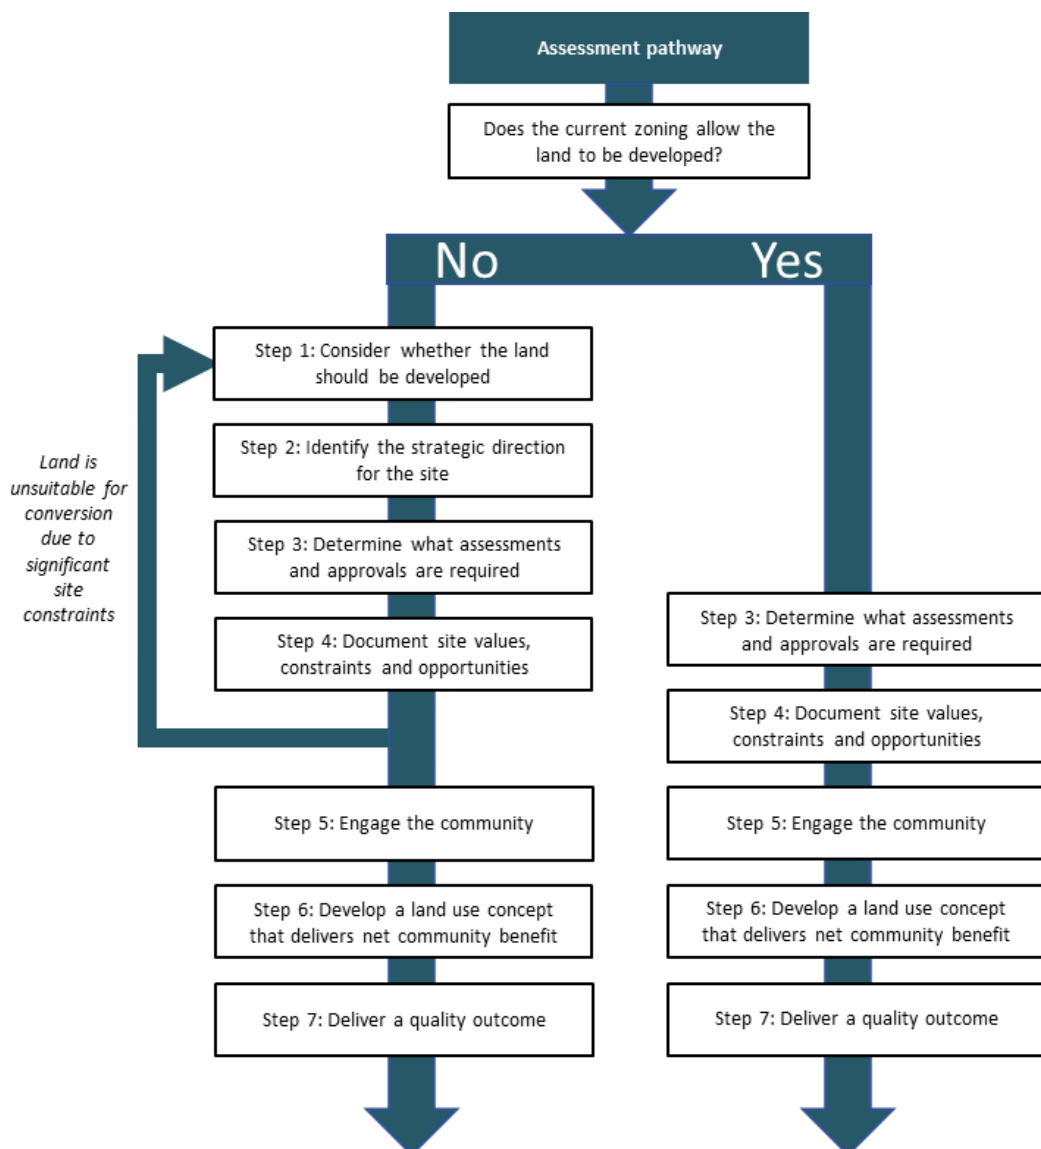 Assessment pathway
Does the current zoning allow the
land to be developed?
No
Yes
Step 1: Consider whether the land
should be developed
Step 2: Identify the strategic direction
for the site
Step 3: Determine what assessments
and approvals are required
Step 4: Document site values,
constraints and opportunities
Land is
unsuitable for
conversion
due to
significant
site
constraints
Step 5: Engage the community
Step 6: Develop a land use concept
that delivers net community benefit
Step 7: Deliver a quality outcome
Step 3: Determine what assessments
and approvals are required
Step 4: Document site values,
constraints and opportunities
Step 5: Engage the community
Step 6: Develop a land use concept
that delivers net community benefit
Step 7: Deliver a quality outcome